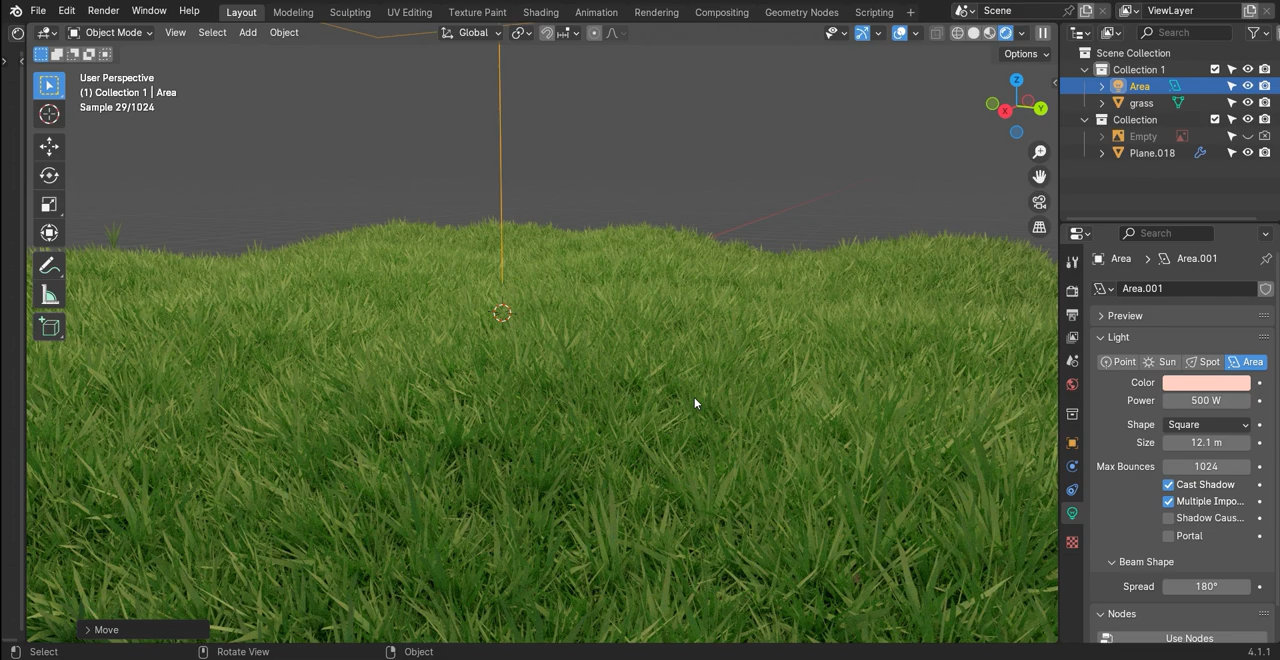 File Edit Render Window Help Layout Modeling Sculpting UV Editing Texture Paint Shading Animation Rendering Compositing Geometry Nodes Scripting + Scene ViewLayer
Object Mode View Select Add Object Global Search
Options
User Perspective
(1) Collection 1 | Area
Sample 29/1024
Z
X
Y
Scene Collection
Collection 1
Area
grass
Collection
Empty
Plane.018
Search
Area > Area.001
Area.001
Preview
Light
Point Sun Spot Area
Color
Power 500 W
Shape Square
Size 12.1 m
Max Bounces 1024
Cast Shadow
Multiple Impo...
Shadow Caus...
Portal
Beam Shape
Spread 180°
Nodes
Use Nodes
Move
Select Rotate View Object 4.1.1